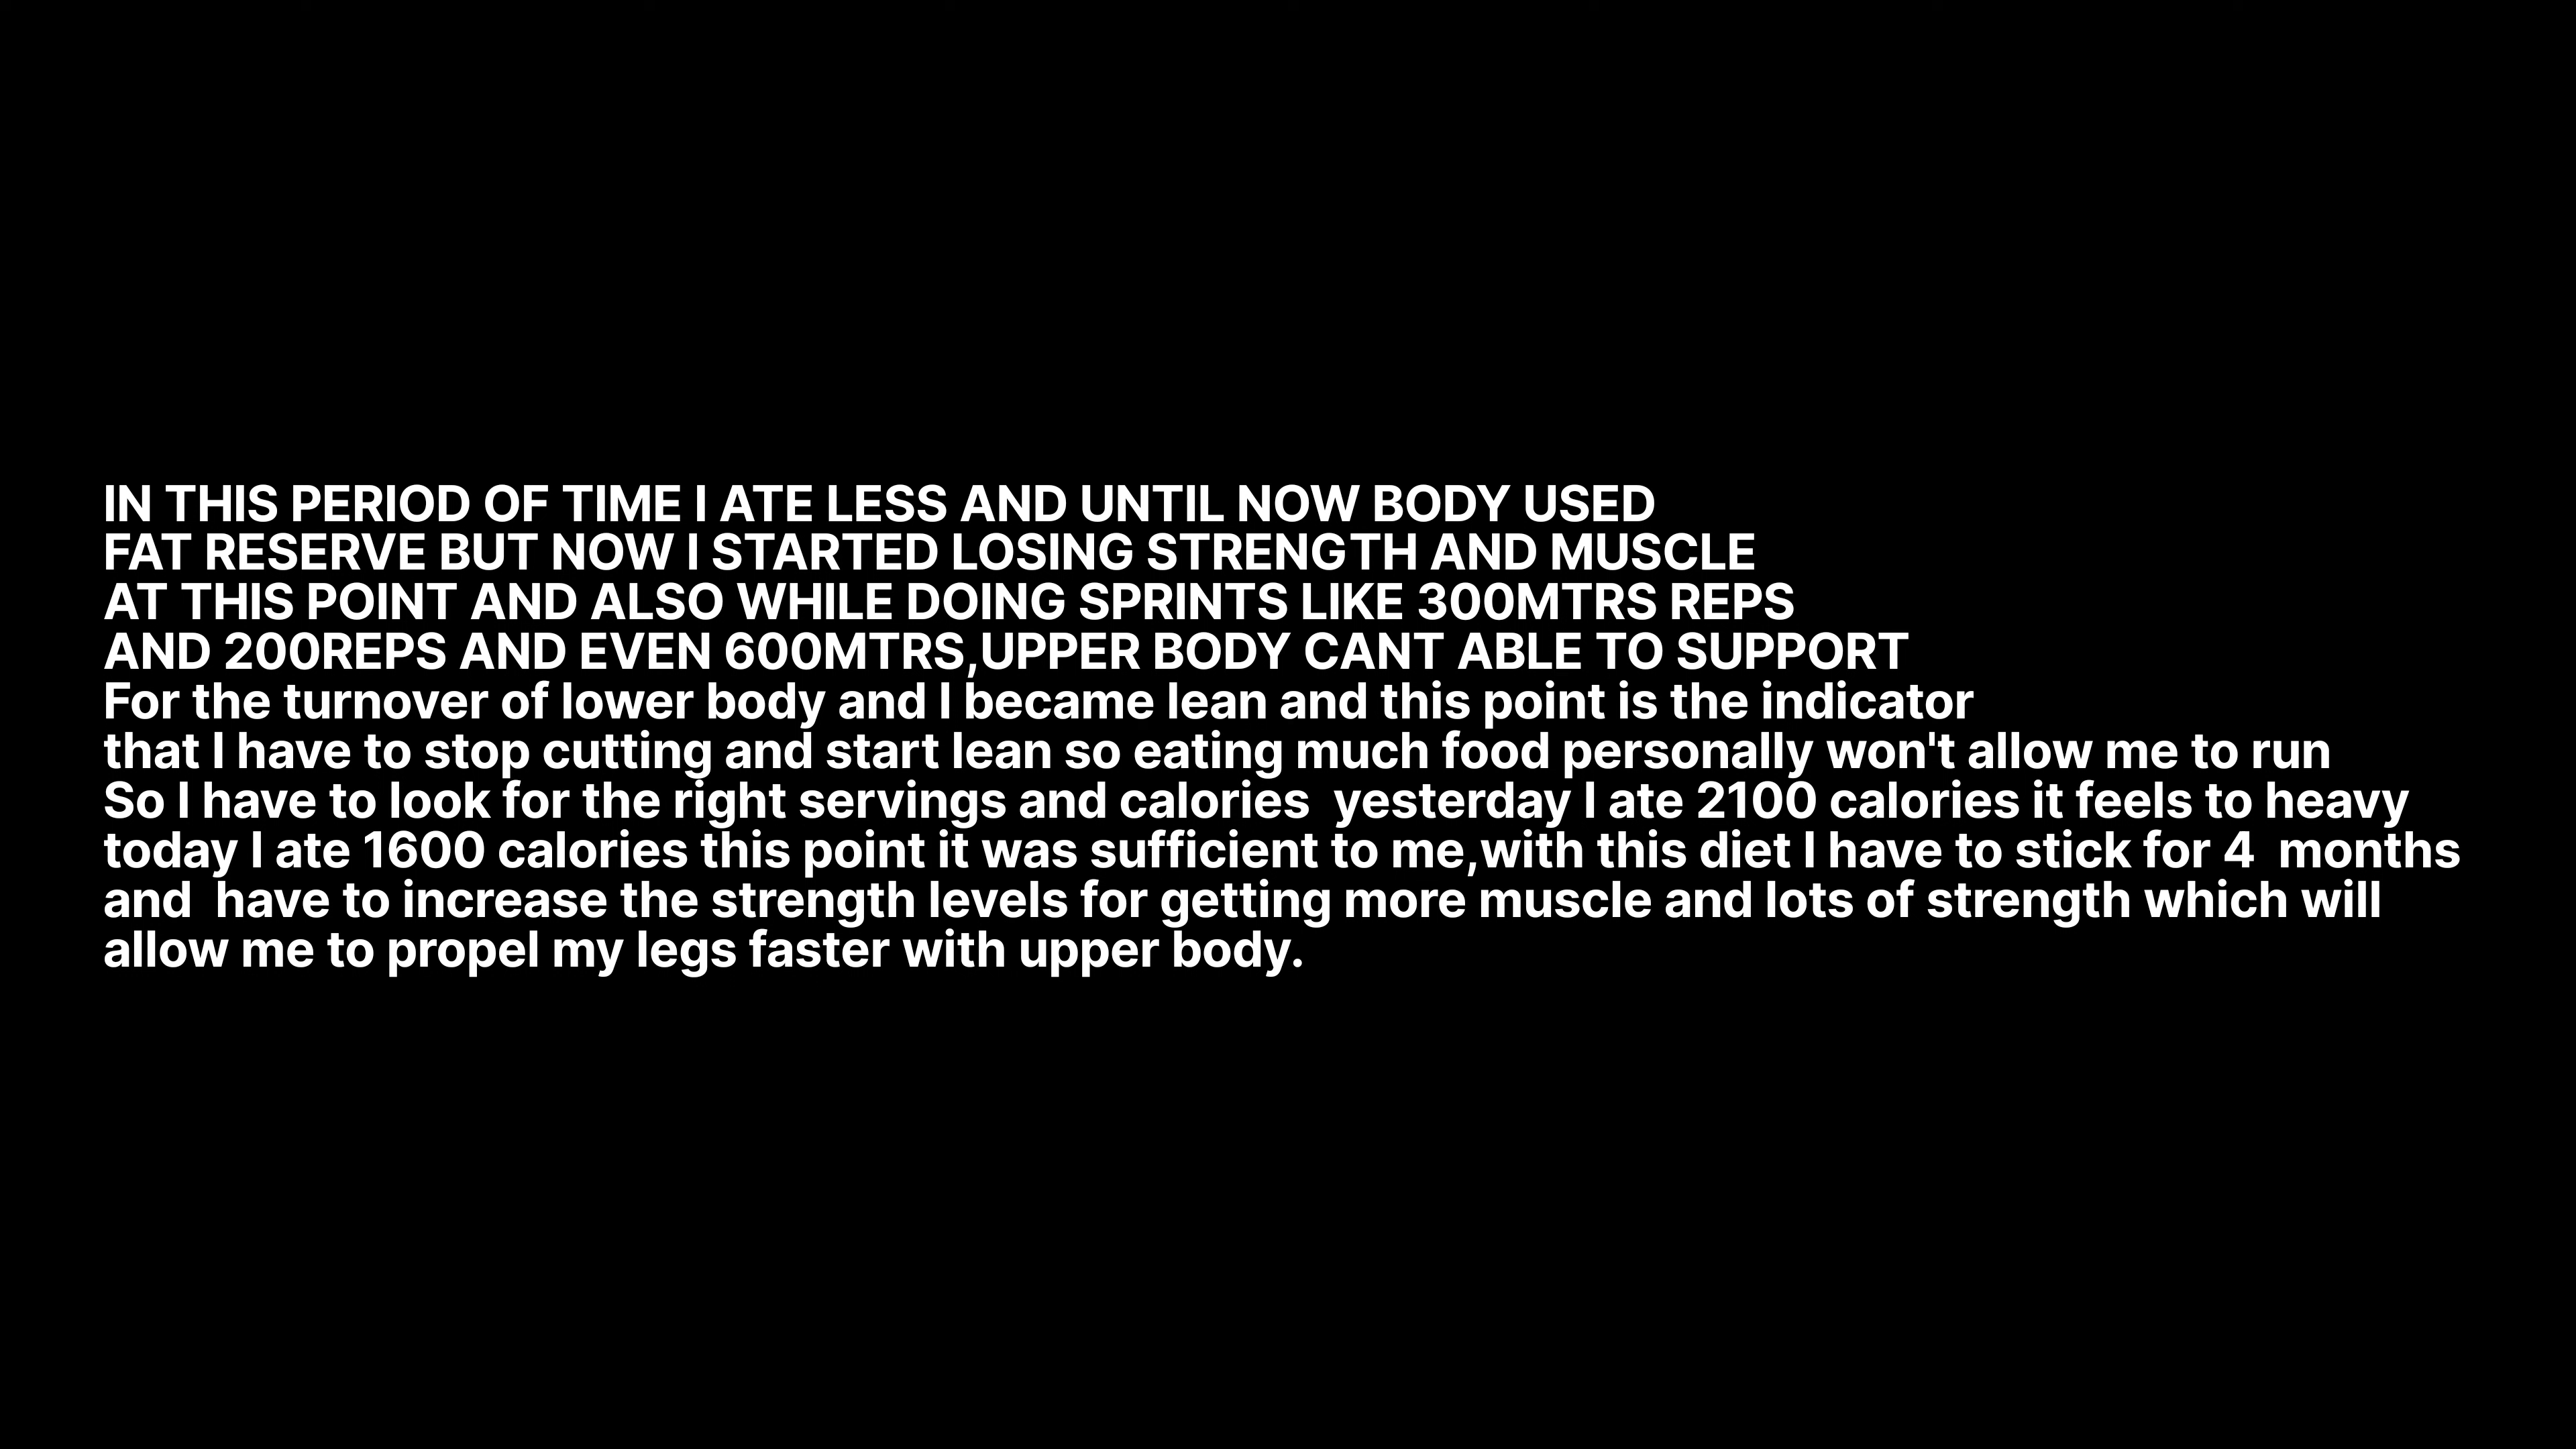 IN THIS PERIOD OF TIME I ATE LESS AND UNTIL NOW BODY USED
FAT RESERVE BUT NOW I STARTED LOSING STRENGTH AND MUSCLE
AT THIS POINT AND ALSO WHILE DOING SPRINTS LIKE 300MTRS REPS
AND 200REPS AND EVEN 600MTRS,UPPER BODY CANT ABLE TO SUPPORT
For the turnover of lower body and I became lean and this point is the indicator
that I have to stop cutting and start lean so eating much food personally won't allow me to run
So I have to look for the right servings and calories  yesterday I ate 2100 calories it feels to heavy
today I ate 1600 calories this point it was sufficient to me,with this diet I have to stick for 4  months
and  have to increase the strength levels for getting more muscle and lots of strength which will
allow me to propel my legs faster with upper body.